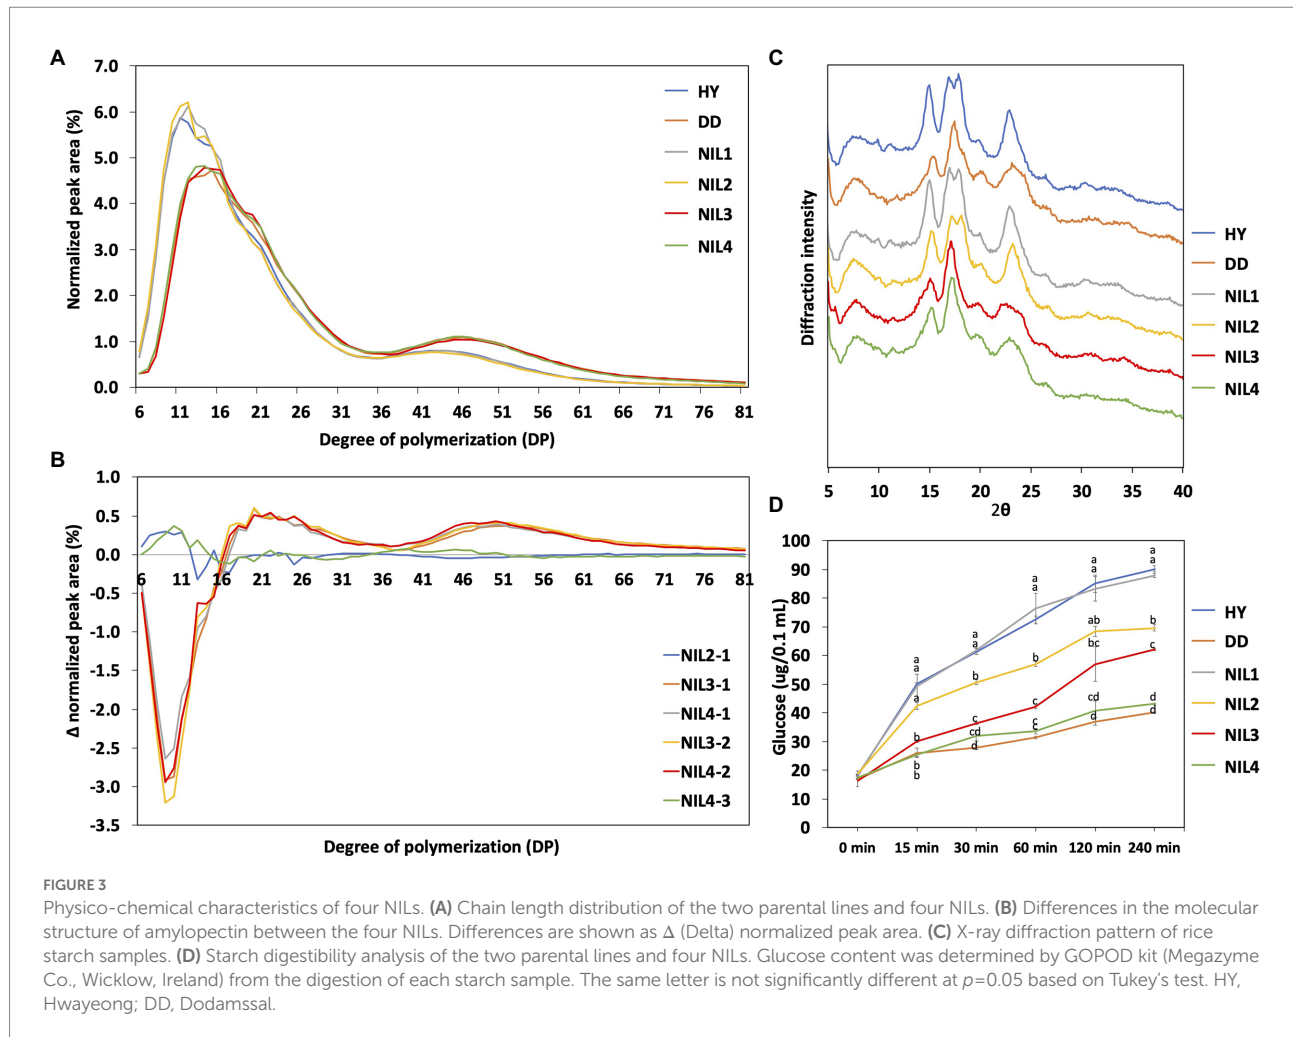 A
7.0
6.0
5.0
4.0
3.0
2.0
1.0
0.0
Normalized peak area (%)
6 11 16 21 26 31 36 41 46 51 56 61 66 71 76 81
Degree of polymerization (DP)
HY
DD
NIL1
NIL2
NIL3
NIL4
B
1.0
0.5
0.0
-0.5
-1.0
-1.5
-2.0
-2.5
-3.0
-3.5
Δ normalized peak area (%)
6 11 16 21 26 31 36 41 46 51 56 61 66 71 76 81
Degree of polymerization (DP)
NIL2-1
NIL3-1
NIL4-1
NIL3-2
NIL4-2
NIL4-3
C
Diffraction intensity
5 10 15 20 25 30 35 40
2θ
HY
DD
NIL1
NIL2
NIL3
NIL4
D
100
90
80
70
60
50
40
30
20
10
0
Glucose (ug/0.1 mL)
a a a a a
a a a a a
a b b ab b
b c c bc c
b cd c cd d
b d c d d
0 min 15 min 30 min 60 min 120 min 240 min
HY
DD
NIL1
NIL2
NIL3
NIL4
FIGURE 3
Physico-chemical characteristics of four NILs. (A) Chain length distribution of the two parental lines and four NILs. (B) Differences in the molecular
structure of amylopectin between the four NILs. Differences are shown as Δ (Delta) normalized peak area. (C) X-ray diffraction pattern of rice
starch samples. (D) Starch digestibility analysis of the two parental lines and four NILs. Glucose content was determined by GOPOD kit (Megazyme
Co., Wicklow, Ireland) from the digestion of each starch sample. The same letter is not significantly different at p=0.05 based on Tukey’s test. HY,
Hwayeong; DD, Dodamssal.